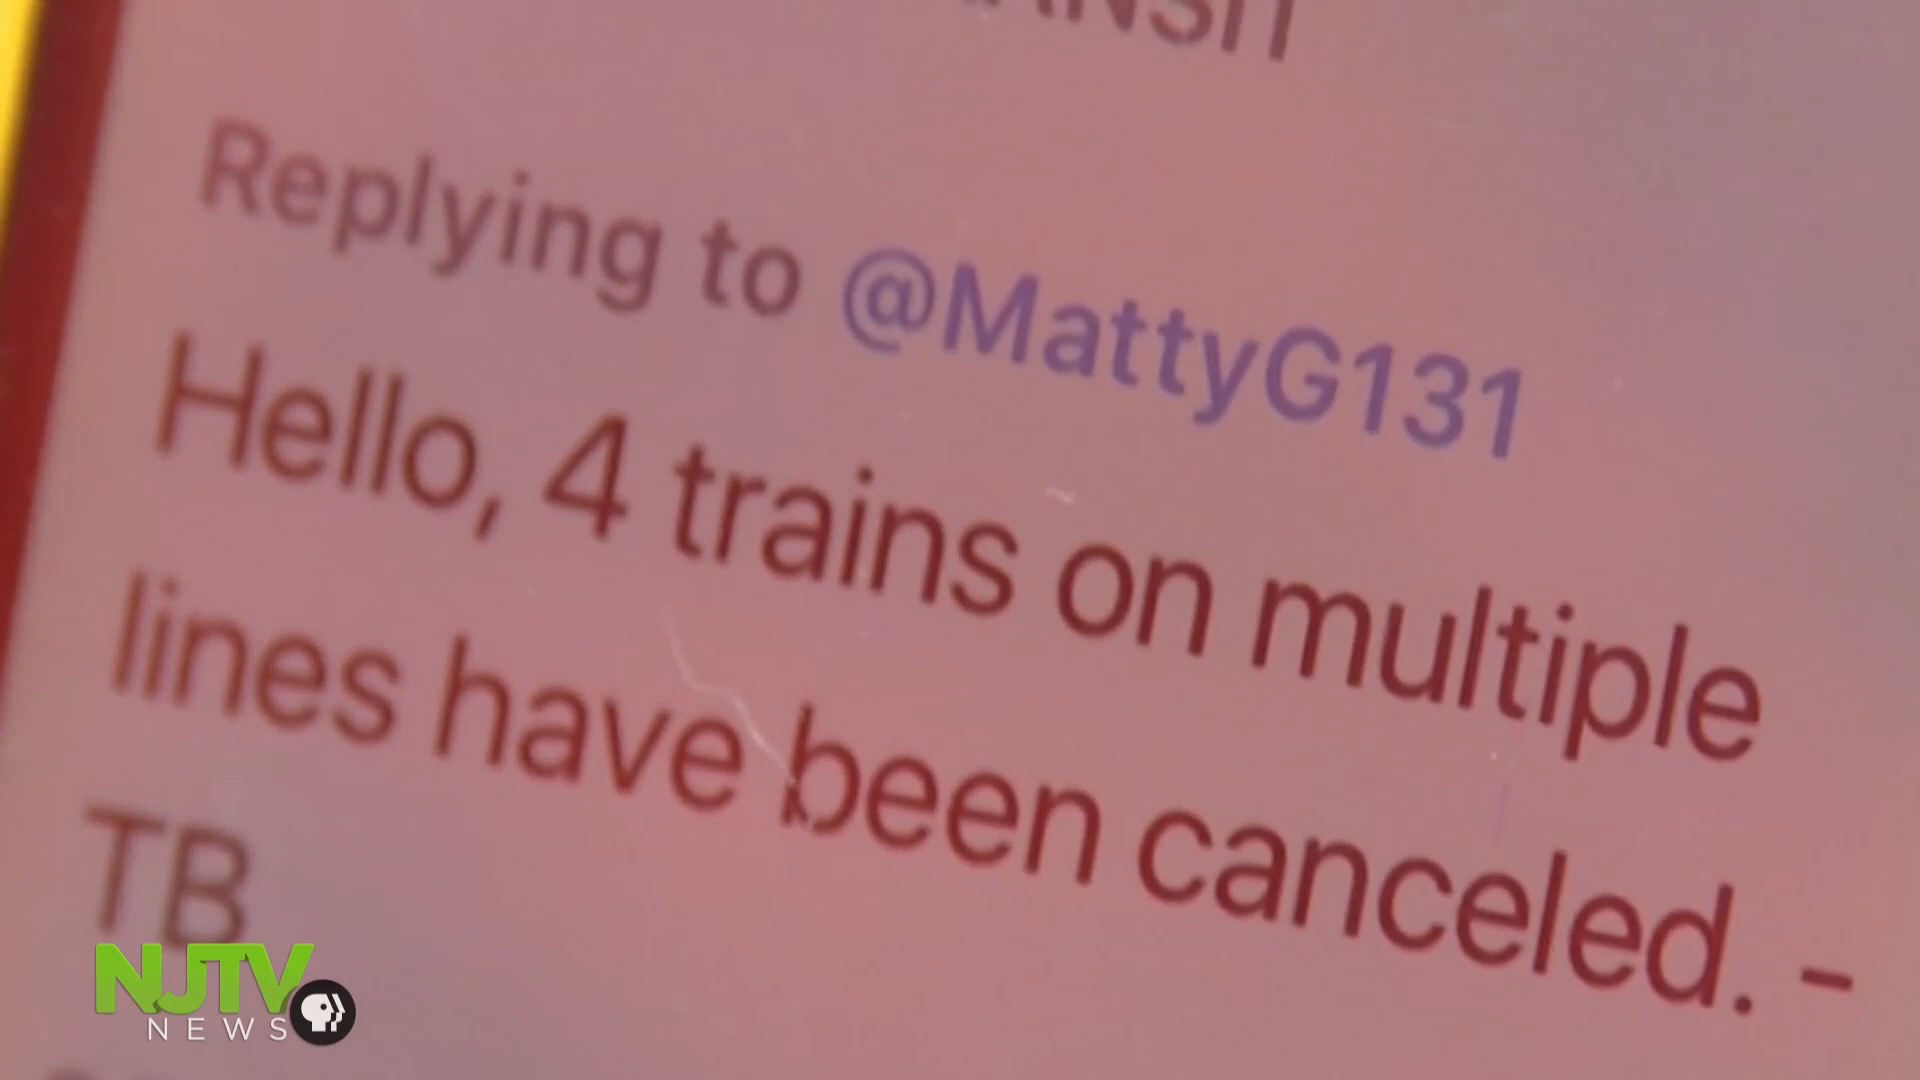 Replying to @MattyG131
Hello, 4 trains on multiple
lines have been canceled. -
TB
NJTV
NEWS